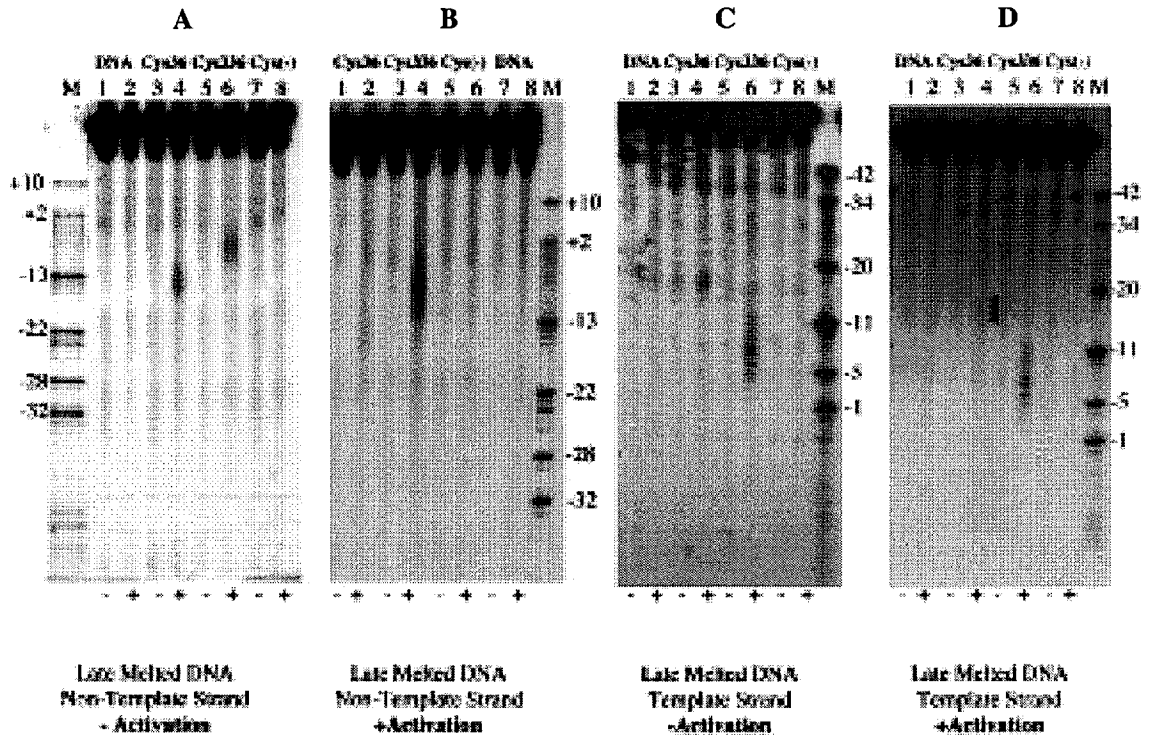 A
DNA Cys36 Cys336 Cys(-)
M 1 2 3 4 5 6 7 8
+10
+2
-13
-22
-28
-32
- + - + - + - +
Late Melted DNA
Non-Template Strand
- Activation
B
Cys36 Cys336 Cys(-) DNA
1 2 3 4 5 6 7 8 M
+10
+2
-13
-22
-28
-32
- + - + - + - +
Late Melted DNA
Non-Template Strand
+Activation
C
DNA Cys36 Cys336 Cys(-)
1 2 3 4 5 6 7 8 M
-42
-34
-20
-11
-5
-1
- + - + - + - +
Late Melted DNA
Template Strand
-Activation
D
DNA Cys36 Cys336 Cys(-)
1 2 3 4 5 6 7 8 M
-42
-34
-20
-11
-5
-1
- + - + - + - +
Late Melted DNA
Template Strand
+Activation